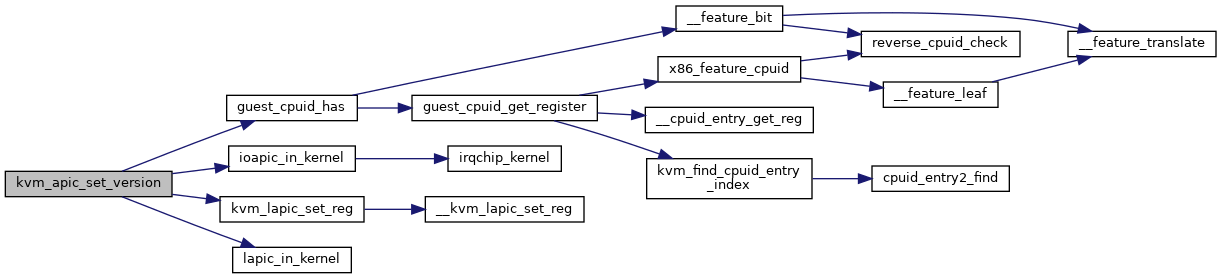 kvm_apic_set_version
guest_cpuid_has
ioapic_in_kernel
kvm_lapic_set_reg
lapic_in_kernel
__feature_bit
guest_cpuid_get_register
irqchip_kernel
__kvm_lapic_set_reg
x86_feature_cpuid
__cpuid_entry_get_reg
kvm_find_cpuid_entry
_index
reverse_cpuid_check
__feature_leaf
cpuid_entry2_find
__feature_translate